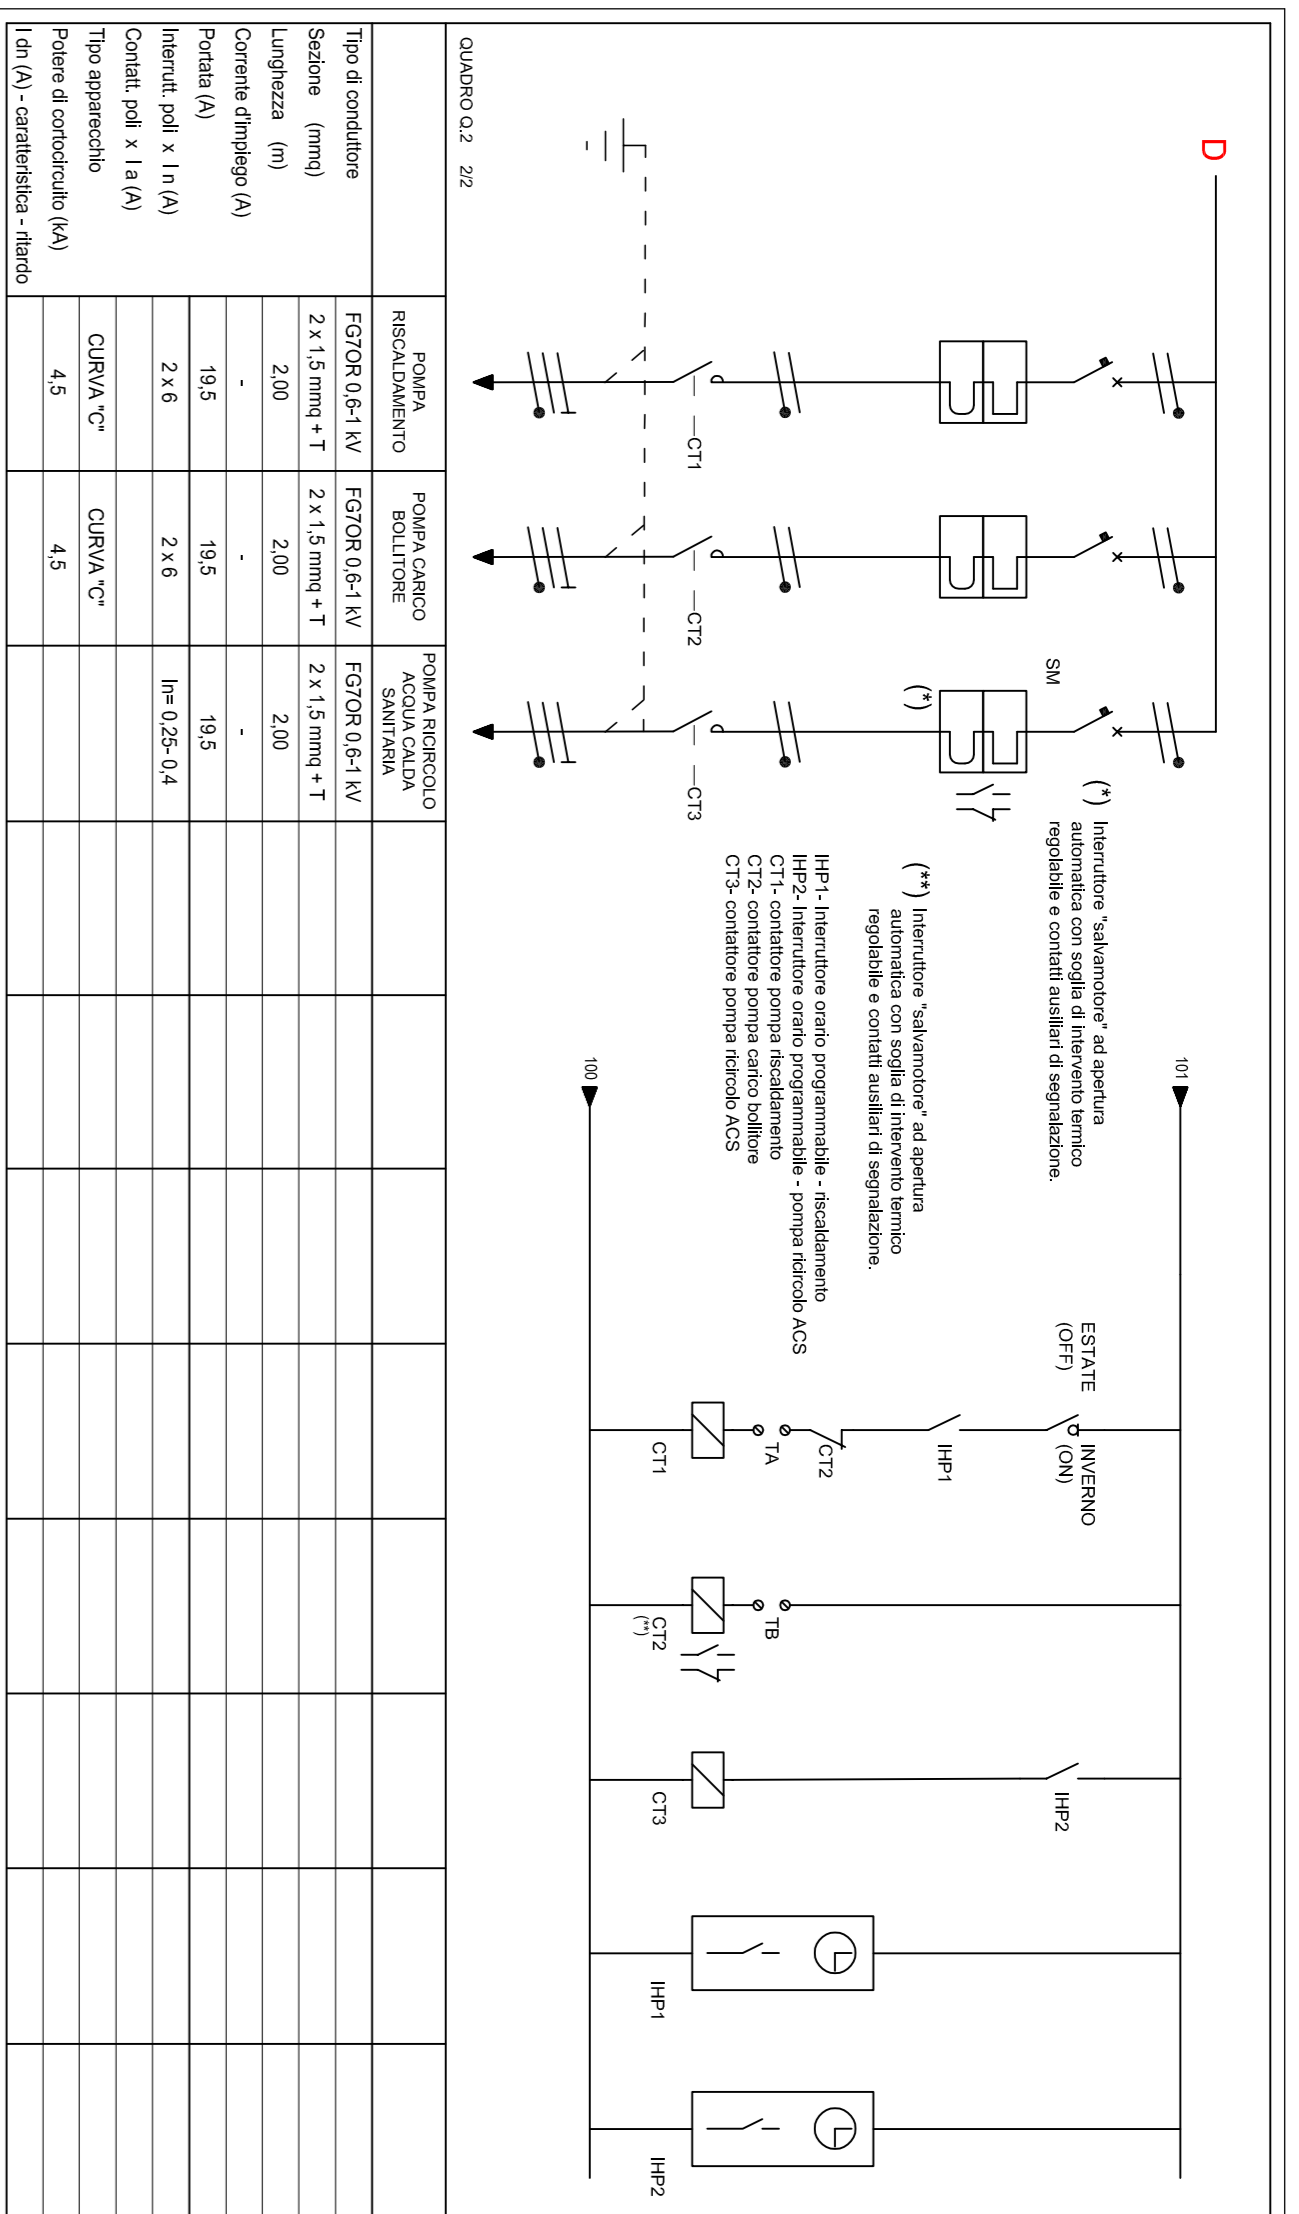 D
SM
(*)
(*) Interruttore "salvamotore" ad apertura
automatica con soglia di intervento termico
regolabile e contatti ausiliari di segnalazione.
(**) Interruttore "salvamotore" ad apertura
automatica con soglia di intervento termico
regolabile e contatti ausiliari di segnalazione.
IHP1- Interruttore orario programmabile - riscaldamento
IHP2- Interruttore orario programmabile - pompa ricircolo ACS
CT1- contattore pompa riscaldamento
CT2- contattore pompa carico bollitore
CT3- contattore pompa ricircolo ACS
CT1
CT2
CT3
101
100
ESTATE
(OFF)
INVERNO
(ON)
IHP1
CT2
TA
CT1
TB
CT2
(**)
IHP2
CT3
IHP1
IHP2
QUADRO Q.2 2/2
POMPA
RISCALDAMENTO
POMPA CARICO
BOLLITORE
POMPA RICIRCOLO
ACQUA CALDA
SANITARIA
Tipo di conduttore FG7OR 0,6-1 kV FG7OR 0,6-1 kV FG7OR 0,6-1 kV
Sezione (mmq) 2 x 1,5 mmq + T 2 x 1,5 mmq + T 2 x 1,5 mmq + T
Lunghezza (m) 2,00 2,00 2,00
Corrente d'impiego (A) - - -
Portata (A) 19,5 19,5 19,5
Interrutt. poli x I n (A) 2 x 6 2 x 6 In= 0,25- 0,4
Contatt. poli x I a (A)
Tipo apparecchio CURVA "C" CURVA "C"
Potere di cortocircuito (kA) 4,5 4,5
I dn (A) - caratteristica - ritardo